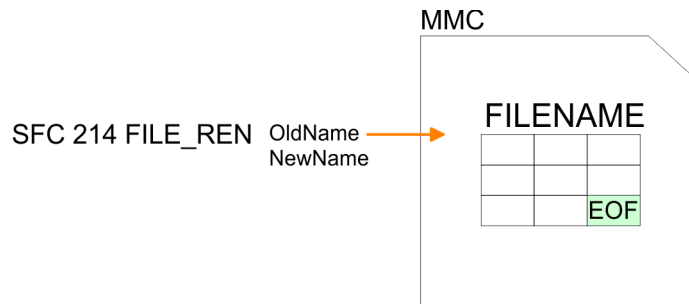 MMC
SFC 214 FILE_REN OldName
NewName
FILENAME
EOF